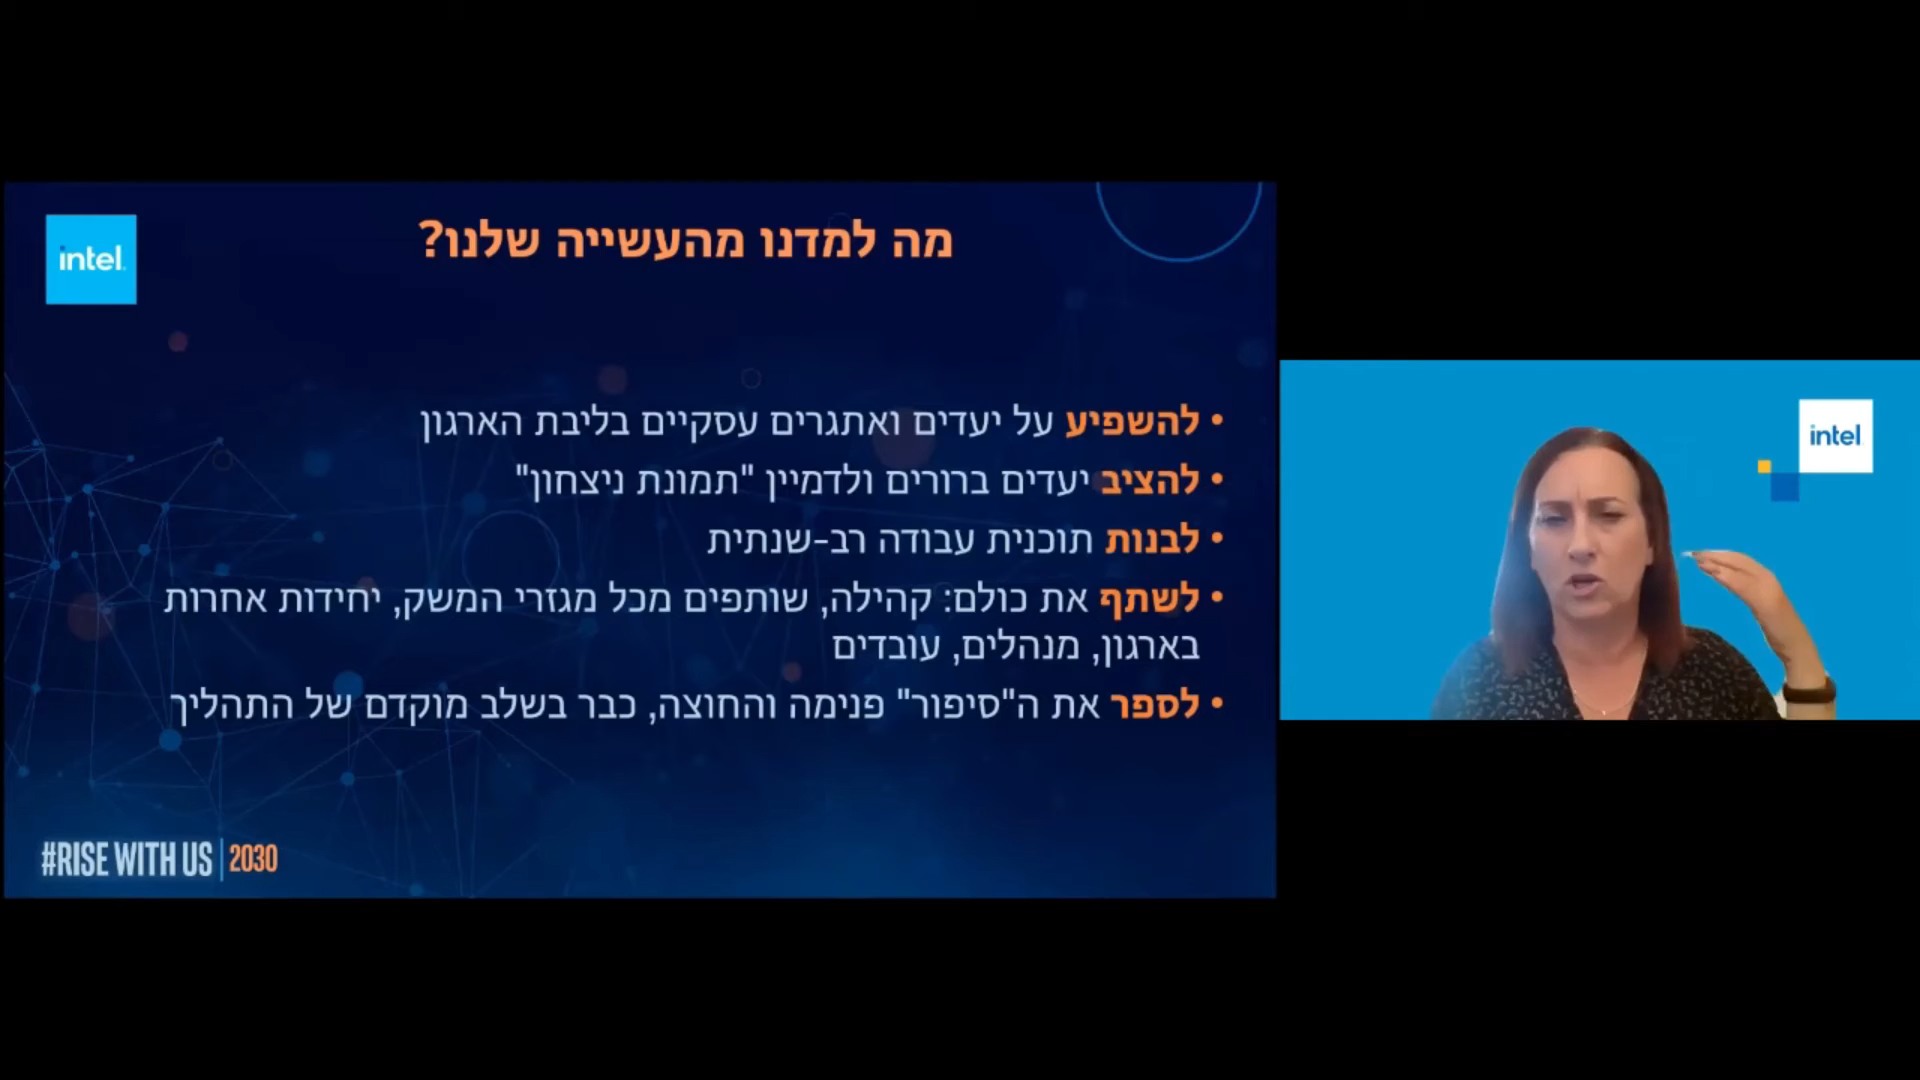 intel.
מה למדנו מהעשייה שלנו?
• להשפיע על יעדים ואתגרים עסקיים בליבת הארגון
• להציב יעדים ברורים ולדמיין "תמונת ניצחון"
• לבנות תוכנית עבודה רב-שנתית
• לשתף את כולם: קהילה, שותפים מכל מגזרי המשק, יחידות אחרות
בארגון, מנהלים, עובדים
• לספר את ה"סיפור" פנימה והחוצה, כבר בשלב מוקדם של התהליך
#RISE WITH US | 2030
intel